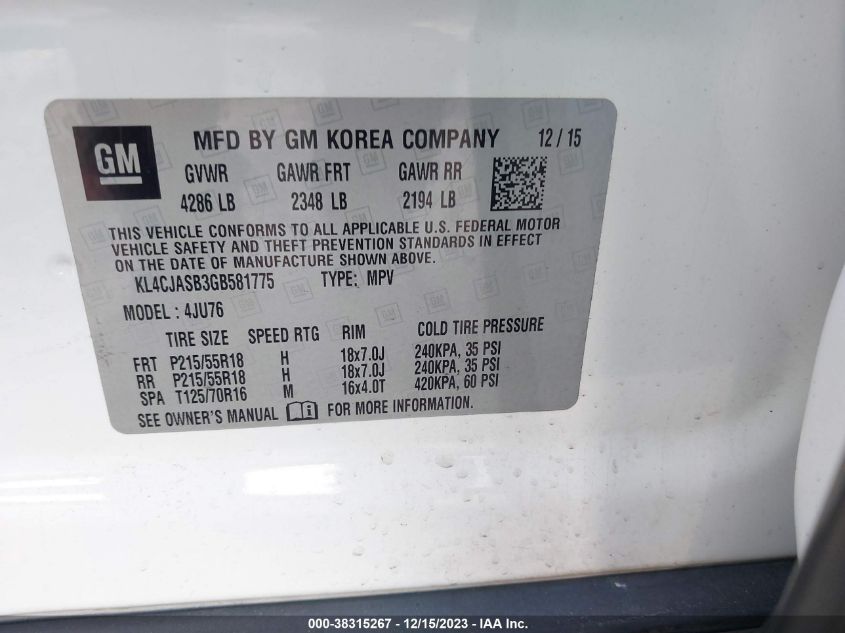 GM
MFD BY GM KOREA COMPANY 12 / 15
GVWR GAWR FRT GAWR RR
4286 LB 2348 LB 2194 LB
THIS VEHICLE CONFORMS TO ALL APPLICABLE U.S. FEDERAL MOTOR
VEHICLE SAFETY AND THEFT PREVENTION STANDARDS IN EFFECT
ON THE DATE OF MANUFACTURE SHOWN ABOVE.
KL4CJASB3GB581775 TYPE: MPV
MODEL : 4JU76
TIRE SIZE SPEED RTG RIM COLD TIRE PRESSURE
FRT P215/55R18 H 18x7.0J 240KPA, 35 PSI
RR P215/55R18 H 18x7.0J 240KPA, 35 PSI
SPA T125/70R16 M 16x4.0T 420KPA, 60 PSI
SEE OWNER'S MANUAL FOR MORE INFORMATION.
000-38315267 - 12/15/2023 - IAA Inc.